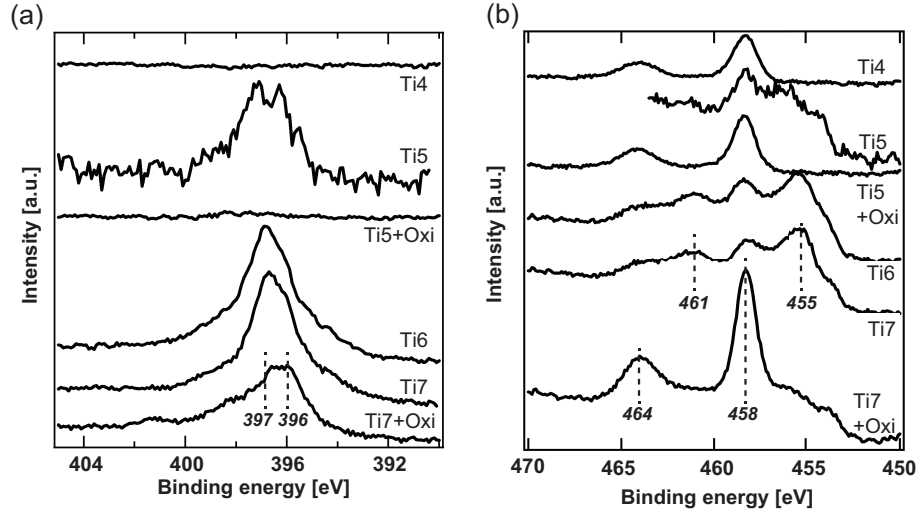 (a)
Ti4
Ti5
Ti5+Oxi
Ti6
Ti7
397 396
Ti7+Oxi
404 400 396 392
Binding energy [eV]
Intensity [a.u.]
(b)
Ti4
Ti5
Ti5
+Oxi
Ti6
461 455
Ti7
464 458
Ti7
+Oxi
470 465 460 455 450
Binding energy [eV]
Intensity [a.u.]